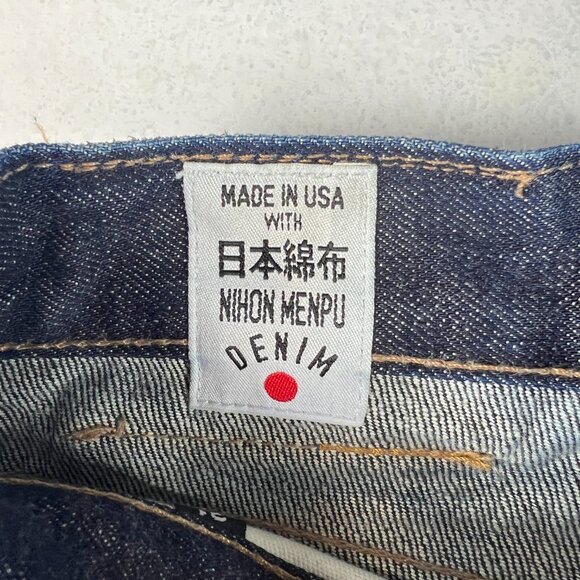 MADE IN USA
WITH
日本綿布
NIHON MENPU
DENIM